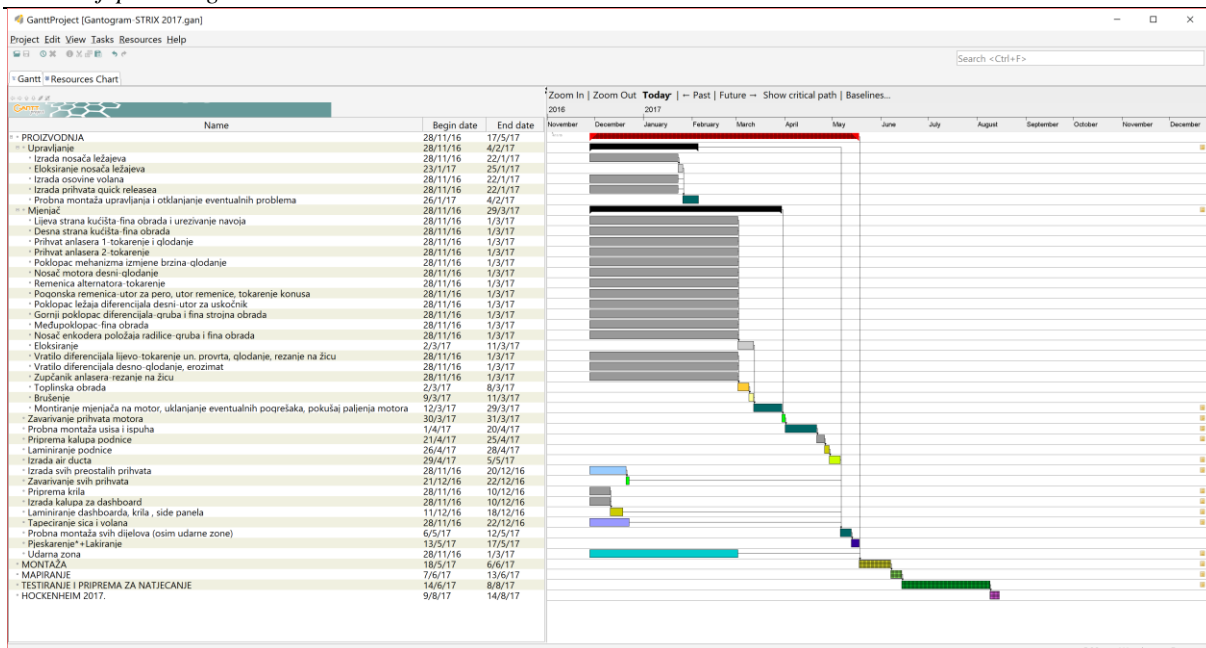 GanttProject [Gantogram-STRIX 2017.gan]
Project Edit View Tasks Resources Help
Search <Ctrl+F>
Gantt Resources Chart
Zoom In | Zoom Out Today | ← Past | Future → Show critical path | Baselines...
2016 2017
Name Begin date End date November December January February March April May June July August September October November December
PROIZVODNJA 28/11/16 17/5/17
Upravljanje 28/11/16 4/2/17
Izrada nosača ležajeva 28/11/16 22/1/17
Eloksiranje nosača ležajeva 23/1/17 25/1/17
Izrada osovine volana 28/11/16 22/1/17
Izrada prihvata quick releasea 28/11/16 22/1/17
Probna montaža upravljanja i otklanjanje eventualnih problema 26/1/17 4/2/17
Mjenjač 28/11/16 29/3/17
Lijeva strana kućišta-fina obrada i urezivanje navoja 28/11/16 1/3/17
Desna strana kućišta-fina obrada 28/11/16 1/3/17
Prihvat anlasera 1-tokarenje i glodanje 28/11/16 1/3/17
Prihvat anlasera 2-tokarenje 28/11/16 1/3/17
Poklopac mehanizma izmjene brzina-glodanje 28/11/16 1/3/17
Nosač motora desni-glodanje 28/11/16 1/3/17
Remenica alternatora-tokarenje 28/11/16 1/3/17
Pogonska remenica-utor za pero, utor remenice, tokarenje konusa 28/11/16 1/3/17
Poklopac ležaja diferencijala desni-utor za uskočnik 28/11/16 1/3/17
Gornji poklopac diferencijala-gruba i fina strojna obrada 28/11/16 1/3/17
Međupoklopac-fina obrada 28/11/16 1/3/17
Nosač enkodera položaja radilice-gruba i fina obrada 28/11/16 1/3/17
Eloksiranje 2/3/17 11/3/17
Vratilo diferencijala lijevo-tokarenje un. provrta, glodanje, rezanje na žicu 28/11/16 1/3/17
Vratilo diferencijala desno-glodanje, erozimat 28/11/16 1/3/17
Zupčanik anlasera-rezanje na žicu 28/11/16 1/3/17
Toplinska obrada 2/3/17 8/3/17
Brušenje 9/3/17 11/3/17
Montiranje mjenjača na motor, uklanjanje eventualnih pogrešaka, pokušaj paljenja motora 12/3/17 29/3/17
Zavarivanje prihvata motora 30/3/17 31/3/17
Probna montaža usisa i ispuha 1/4/17 20/4/17
Priprema kalupa podnice 21/4/17 25/4/17
Laminiranje podnice 26/4/17 28/4/17
Izrada air ducta 29/4/17 5/5/17
Izrada svih preostalih prihvata 28/11/16 20/12/16
Zavarivanje svih prihvata 21/12/16 22/12/16
Priprema krila 28/11/16 10/12/16
Izrada kalupa za dashboard 28/11/16 10/12/16
Laminiranje dashboarda, krila , side panela 11/12/16 18/12/16
Tapeciranje sica i volana 28/11/16 22/12/16
Probna montaža svih dijelova (osim udarne zone) 6/5/17 12/5/17
Pjeskarenje*+Lakiranje 13/5/17 17/5/17
Udarna zona 28/11/16 1/3/17
MONTAŽA 18/5/17 6/6/17
MAPIRANJE 7/6/17 13/6/17
TESTIRANJE I PRIPREMA ZA NATJECANJE 14/6/17 8/8/17
HOCKENHEIM 2017. 9/8/17 14/8/17